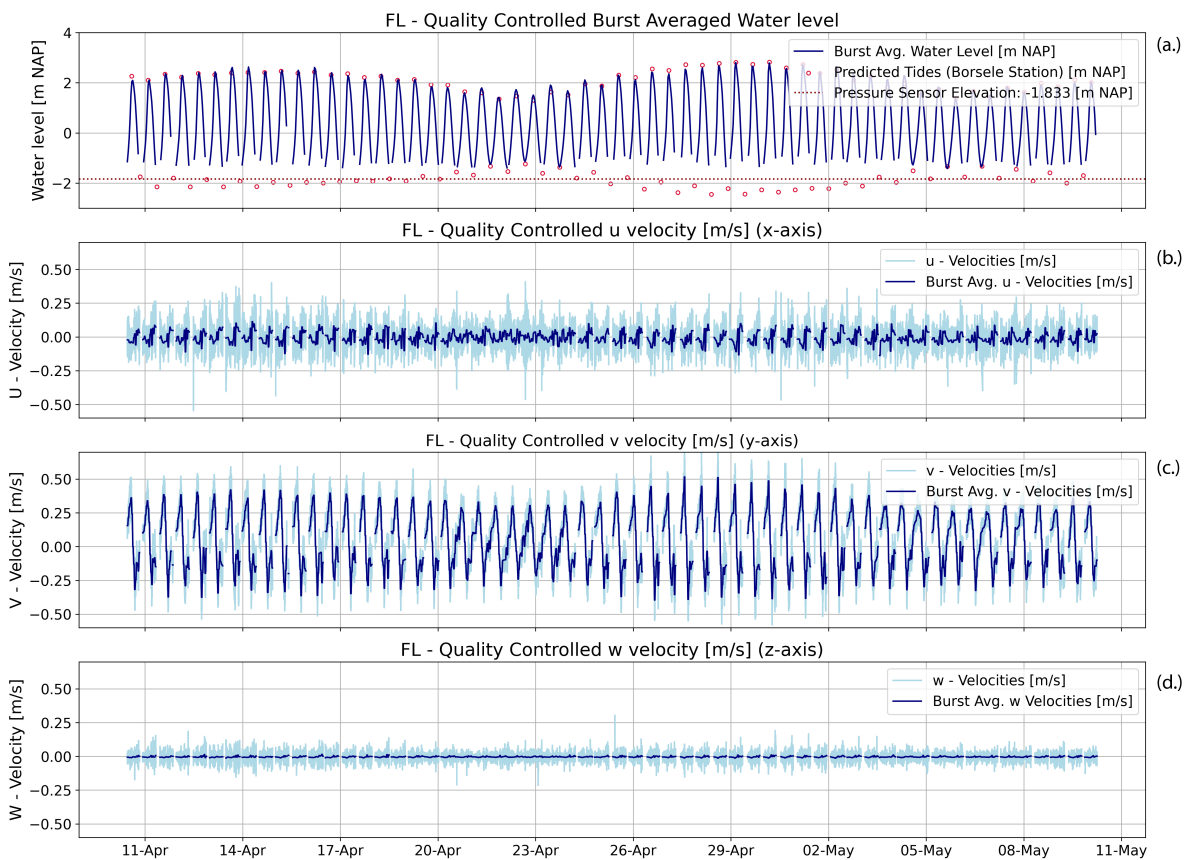 FL - Quality Controlled Burst Averaged Water level
(a.)
Water level [m NAP]
4
2
0
−2
Burst Avg. Water Level [m NAP]
Predicted Tides (Borsele Station) [m NAP]
Pressure Sensor Elevation: -1.833 [m NAP]
FL - Quality Controlled u velocity [m/s] (x-axis)
(b.)
U - Velocity [m/s]
0.50
0.25
0.00
−0.25
−0.50
u - Velocities [m/s]
Burst Avg. u - Velocities [m/s]
FL - Quality Controlled v velocity [m/s] (y-axis)
(c.)
V - Velocity [m/s]
0.50
0.25
0.00
−0.25
−0.50
v - Velocities [m/s]
Burst Avg. v - Velocities [m/s]
FL - Quality Controlled w velocity [m/s] (z-axis)
(d.)
W - Velocity [m/s]
0.50
0.25
0.00
−0.25
−0.50
w - Velocities [m/s]
Burst Avg. w Velocities [m/s]
11-Apr 14-Apr 17-Apr 20-Apr 23-Apr 26-Apr 29-Apr 02-May 05-May 08-May 11-May